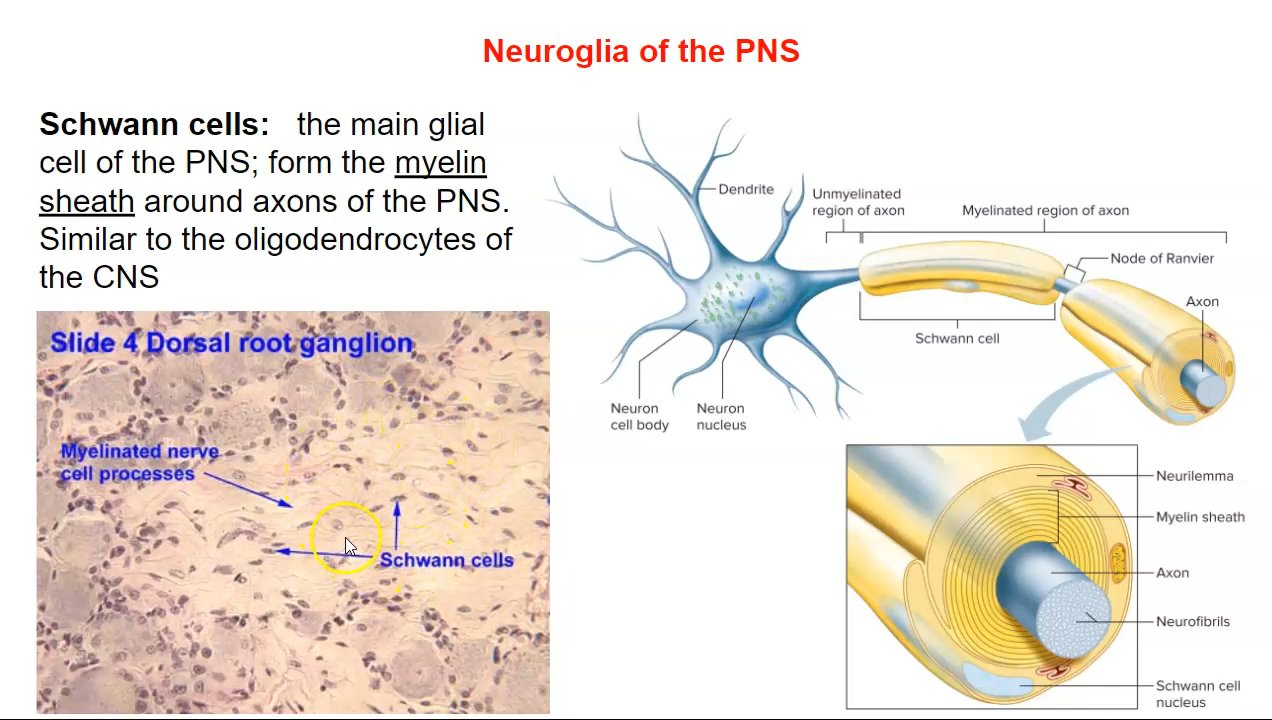 Neuroglia of the PNS
Schwann cells: the main glial
cell of the PNS; form the myelin
sheath around axons of the PNS.
Similar to the oligodendrocytes of
the CNS
Slide 4 Dorsal root ganglion
Myelinated nerve
cell processes
Schwann cells
Dendrite
Unmyelinated
region of axon
Myelinated region of axon
Node of Ranvier
Axon
Schwann cell
Neuron
cell body
Neuron
nucleus
Neurilemma
Myelin sheath
Axon
Neurofibrils
Schwann cell
nucleus